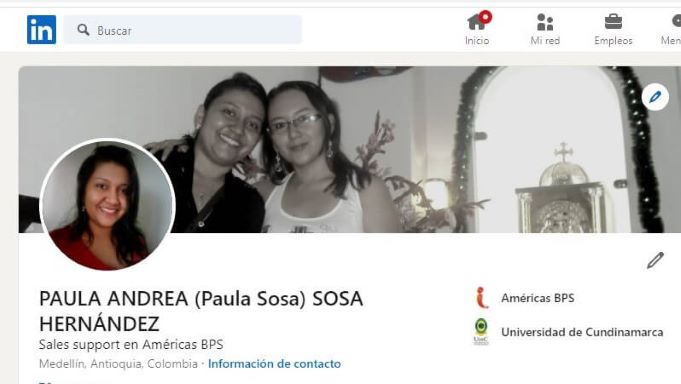 in
Buscar
Inicio
Mi red
Empleos
Men
PAULA ANDREA (Paula Sosa) SOSA
HERNÁNDEZ
Sales support en Américas BPS
Medellín, Antioquia, Colombia · Información de contacto
Américas BPS
Universidad de Cundinamarca